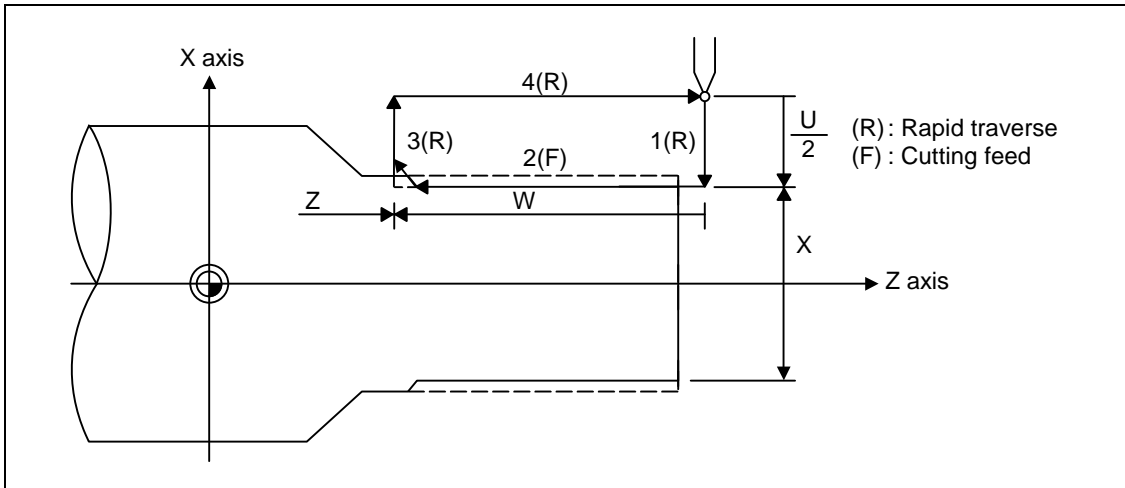 X axis
4(R)
U
2
(R) : Rapid traverse
(F) : Cutting feed
3(R)
2(F)
1(R)
Z
W
X
Z axis